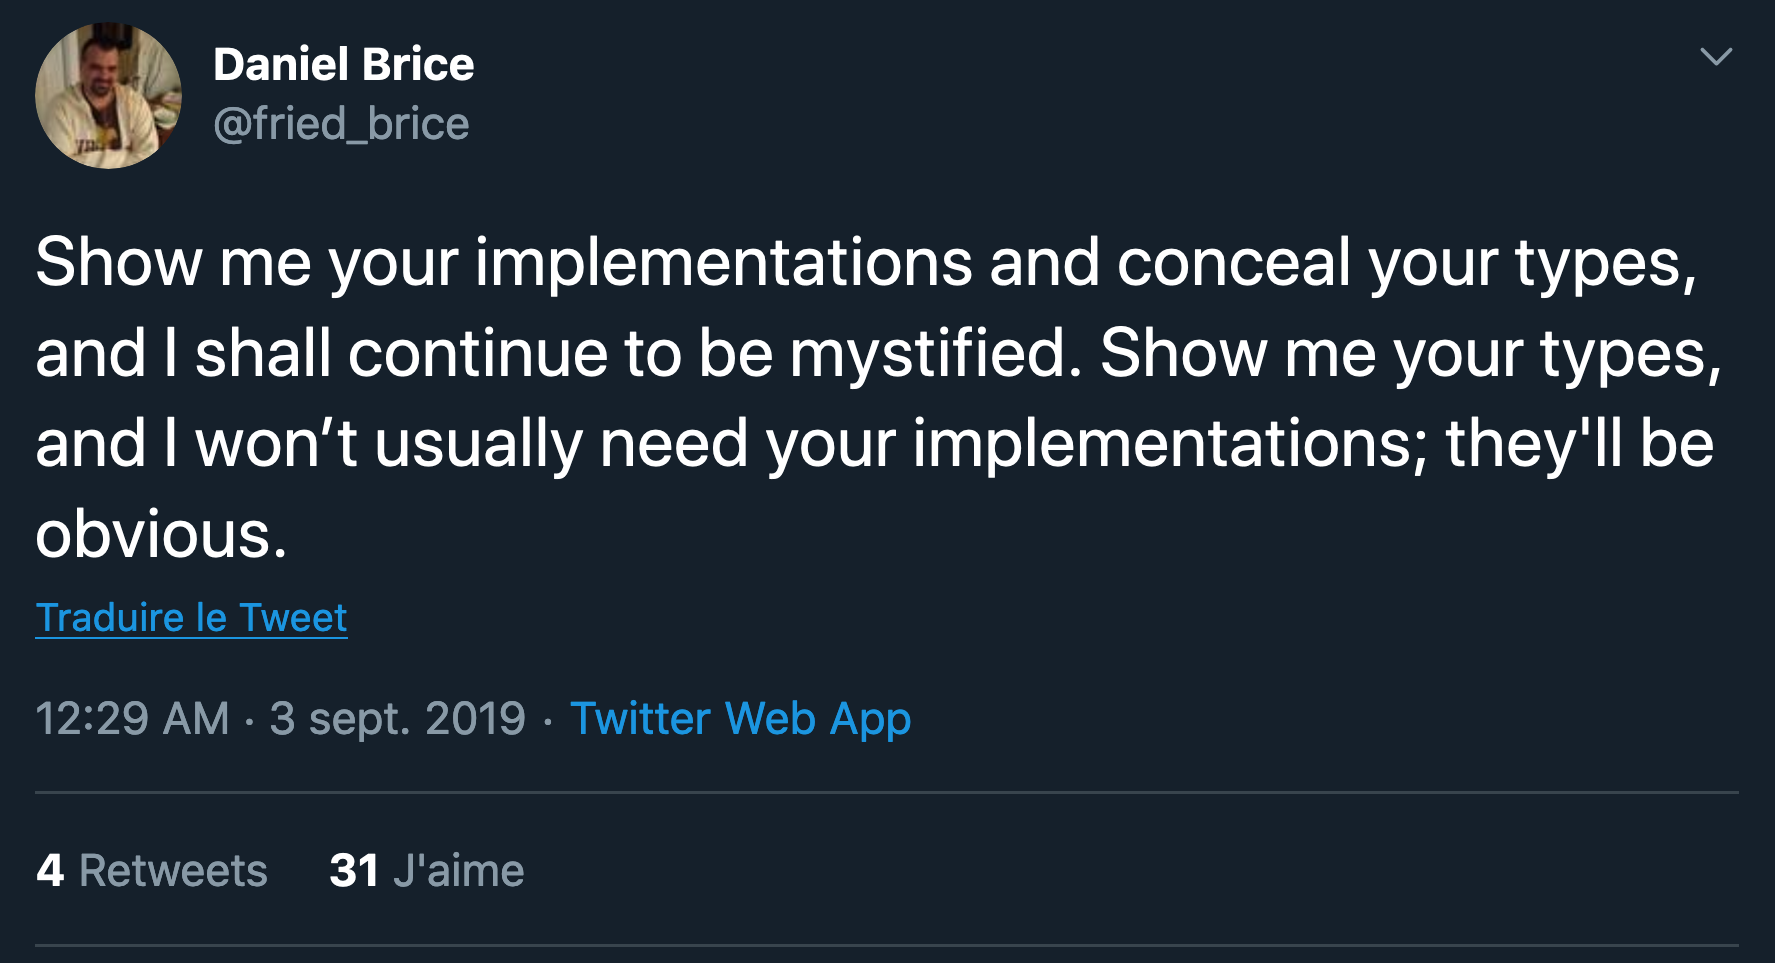 Daniel Brice
@fried_brice
Show me your implementations and conceal your types,
and I shall continue to be mystified. Show me your types,
and I won’t usually need your implementations; they'll be
obvious.
Traduire le Tweet
12:29 AM · 3 sept. 2019 · Twitter Web App
4 Retweets 31 J'aime